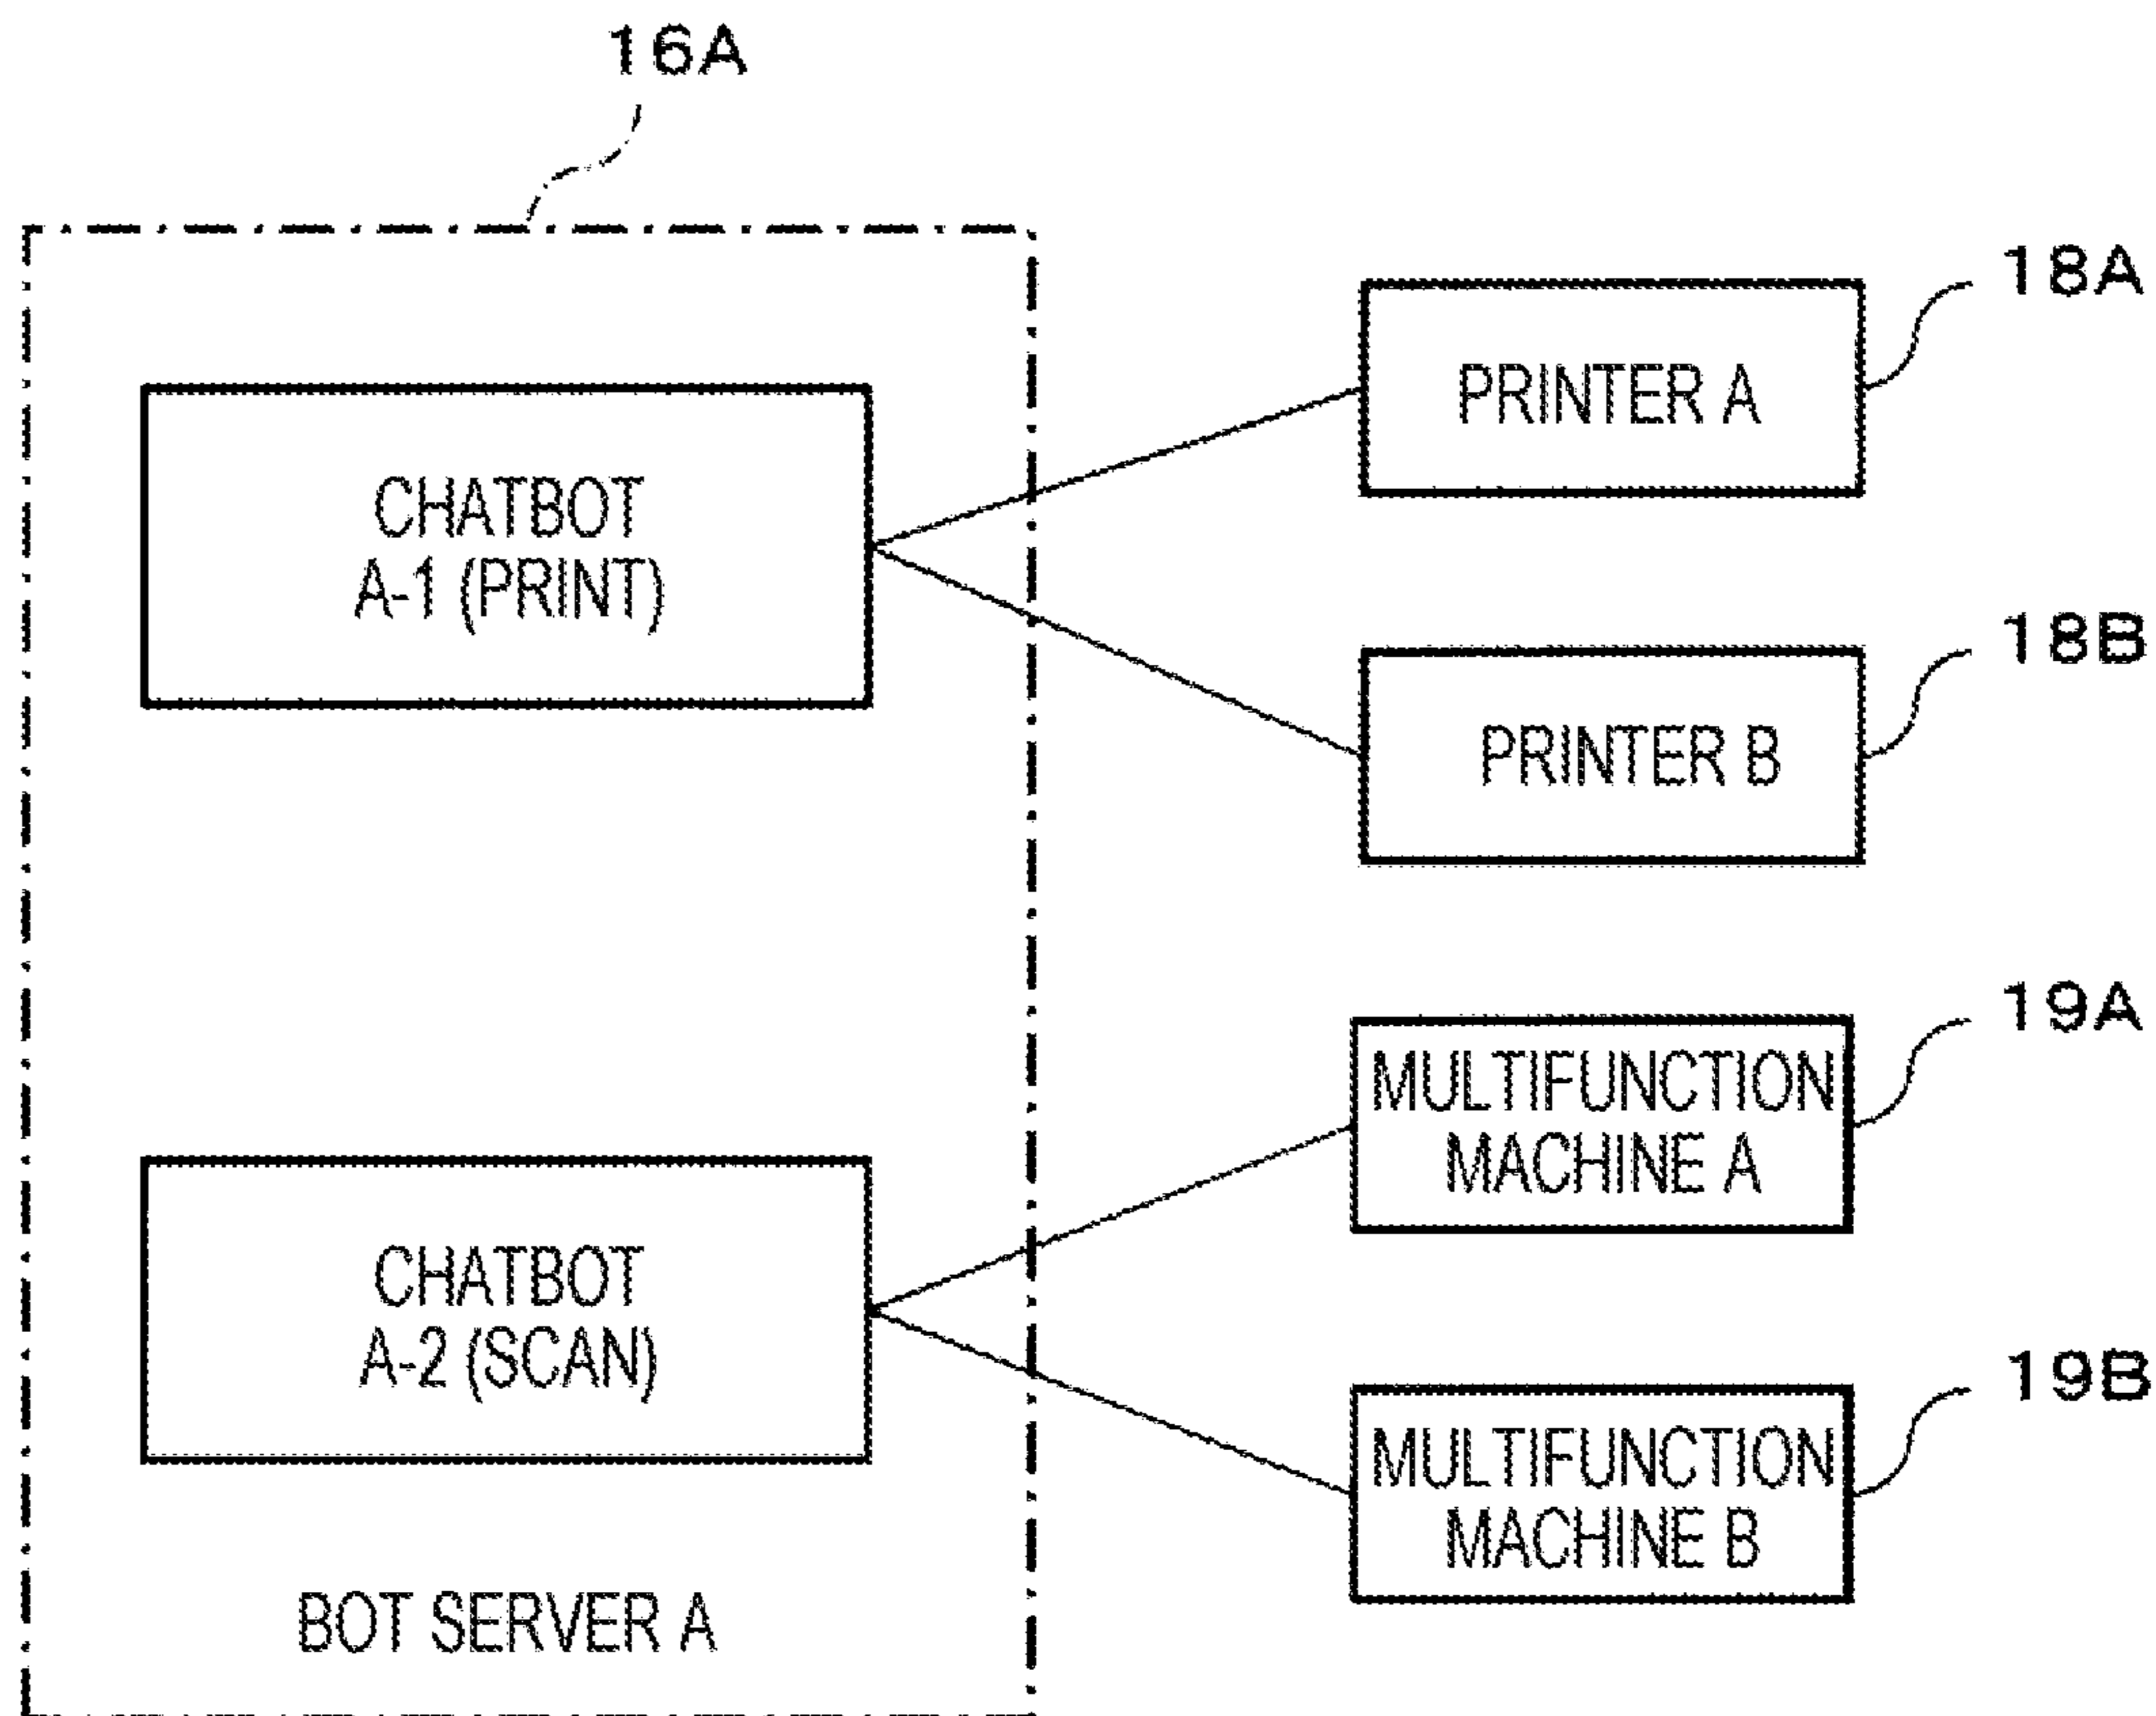 16A
18A
PRINTER A
CHATBOT
A-1 (PRINT)
18B
PRINTER B
19A
MULTIFUNCTION
MACHINE A
CHATBOT
A-2 (SCAN)
19B
MULTIFUNCTION
MACHINE B
BOT SERVER A